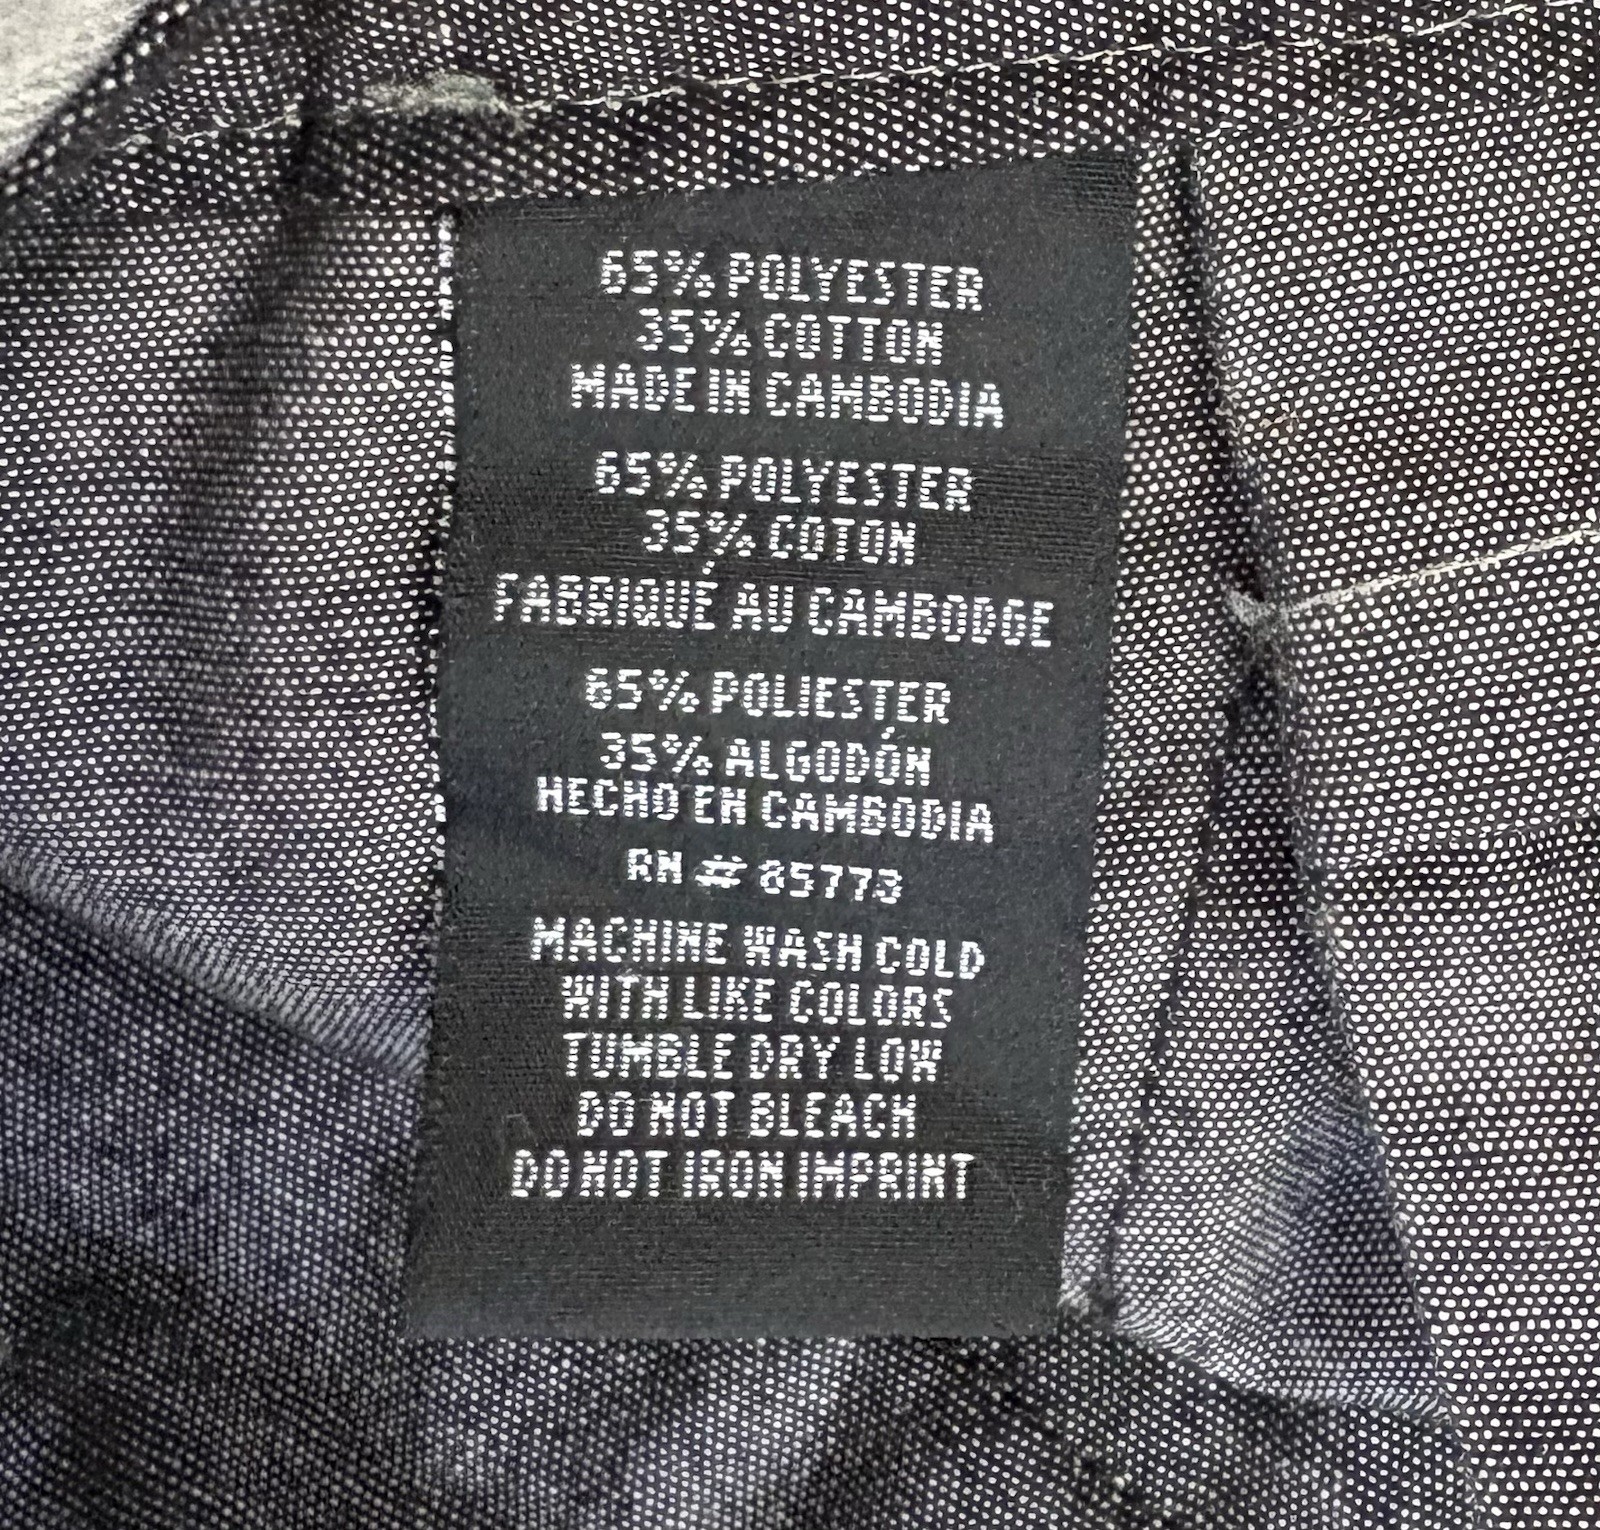 65% POLYESTER
35% COTTON
MADE IN CAMBODIA
65% POLYESTER
35% COTON
FABRIQUÉ AU CAMBODGE
65% POLIESTER
35% ALGODÓN
HECHO EN CAMBODIA
RN # 85773
MACHINE WASH COLD
WITH LIKE COLORS
TUMBLE DRY LOW
DO NOT BLEACH
DO NOT IRON IMPRINT